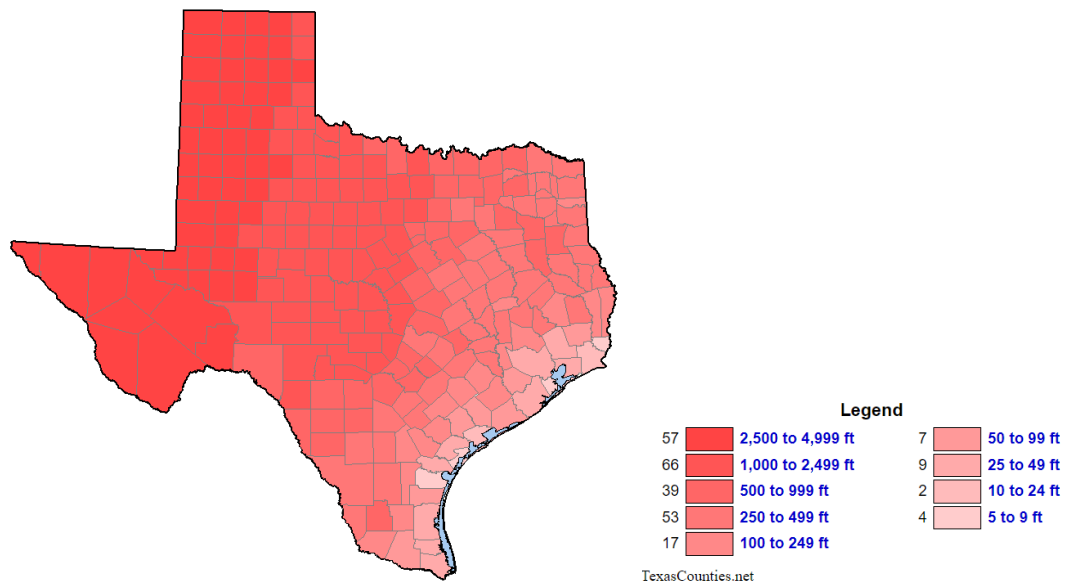 Legend
57 2,500 to 4,999 ft
66 1,000 to 2,499 ft
39 500 to 999 ft
53 250 to 499 ft
17 100 to 249 ft
7 50 to 99 ft
9 25 to 49 ft
2 10 to 24 ft
4 5 to 9 ft
TexasCounties.net